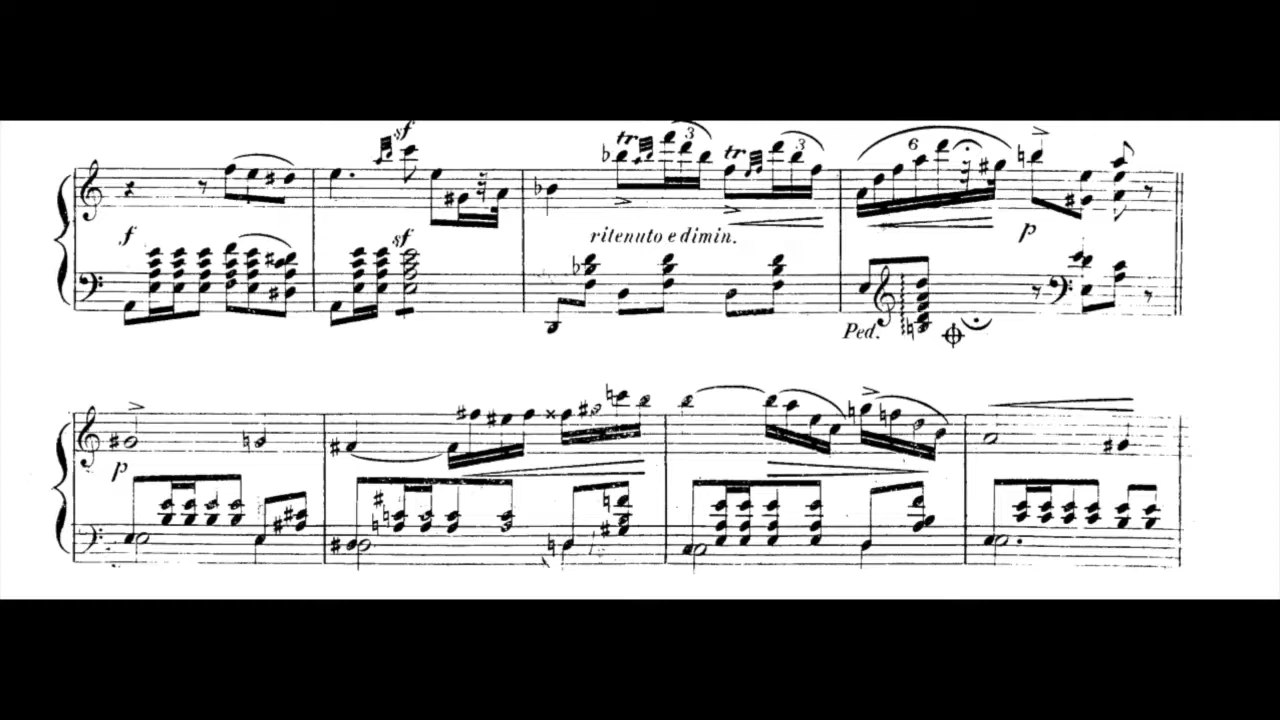 sf
tr 3 tr 3 6
f sf ritenuto e dimin. p
Ped.
p